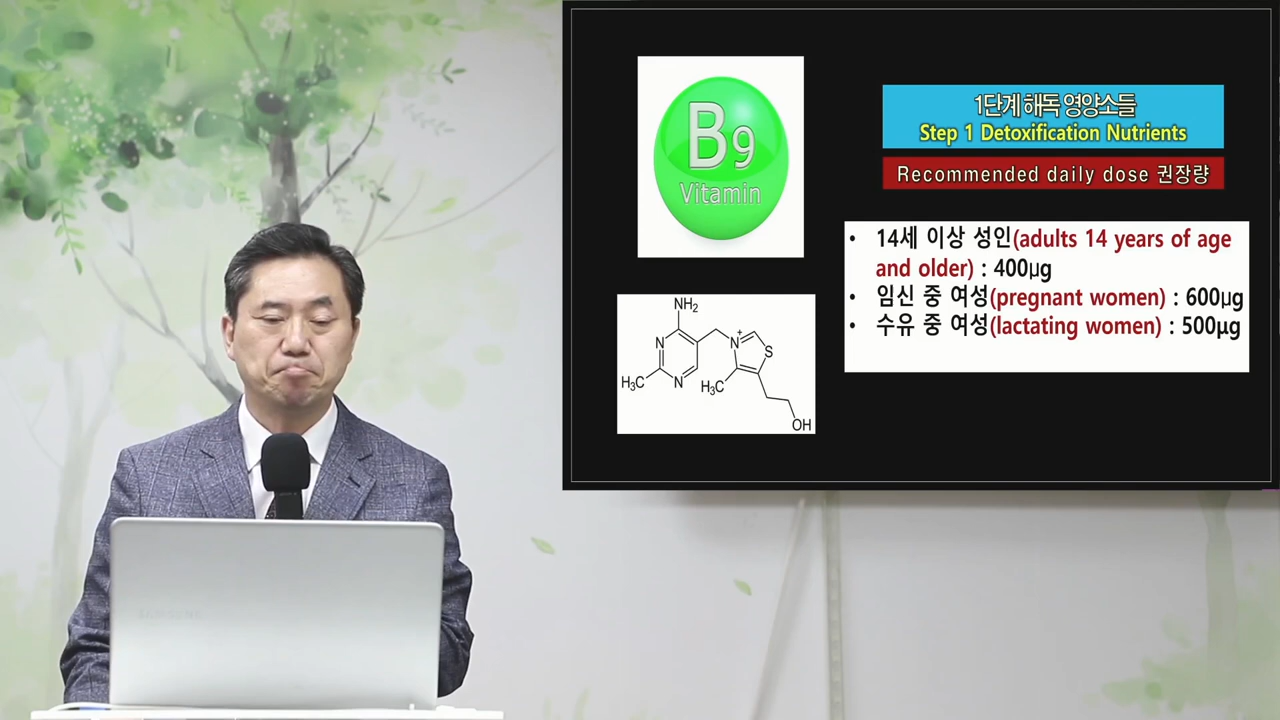 B9
Vitamin
1단계 해독 영양소들
Step 1 Detoxification Nutrients
Recommended daily dose 권장량
• 14세 이상 성인(adults 14 years of age
and older) : 400μg
• 임신 중 여성(pregnant women) : 600μg
• 수유 중 여성(lactating women) : 500μg
NH2
N
N
H3C
N+
S
H3C
OH